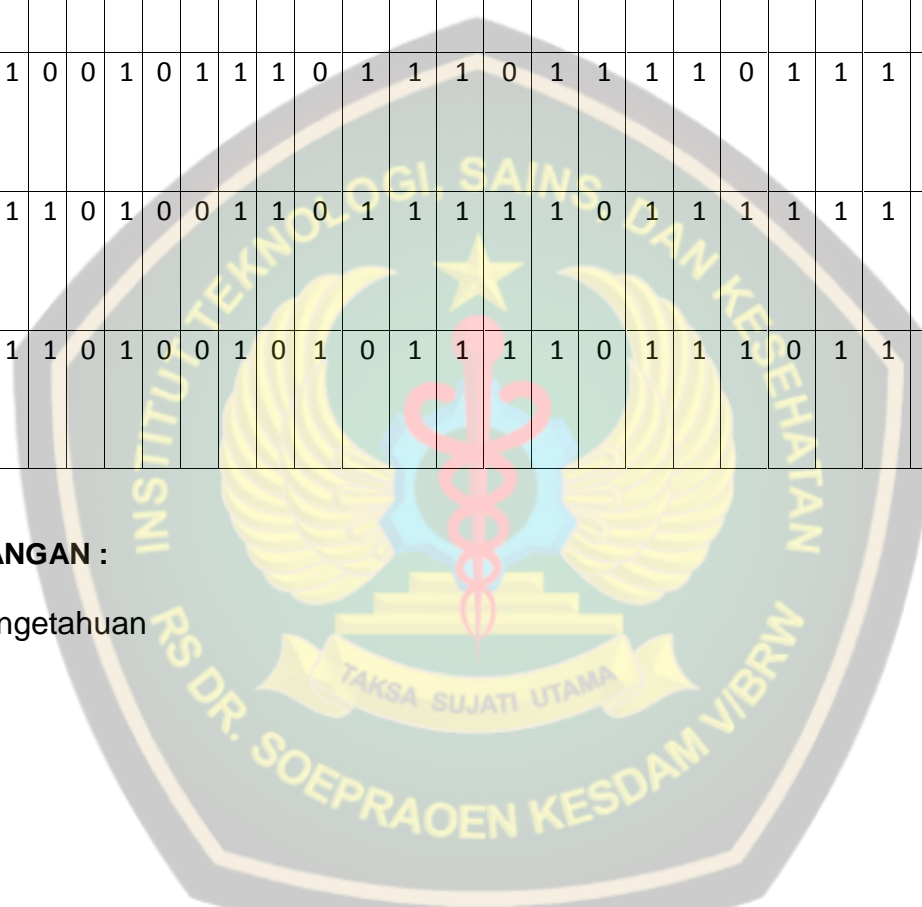 1 0 0 1 0 1 1 1 0 1 1 1 0 1 1 1 1 0 1 1 1
1 1 0 1 0 0 1 1 0 1 1 1 1 1 0 1 1 1 1 1 1
1 1 0 1 0 0 1 0 1 0 1 1 1 1 0 1 1 1 0 1 1
INSTITUT TEKNOLOGI, SAINS, DAN KESEHATAN
ANGAN :
ngetahuan
TAKSA SUJATI UTAMA
RS DR. SOEPRAOEN KESDAM V/BRW